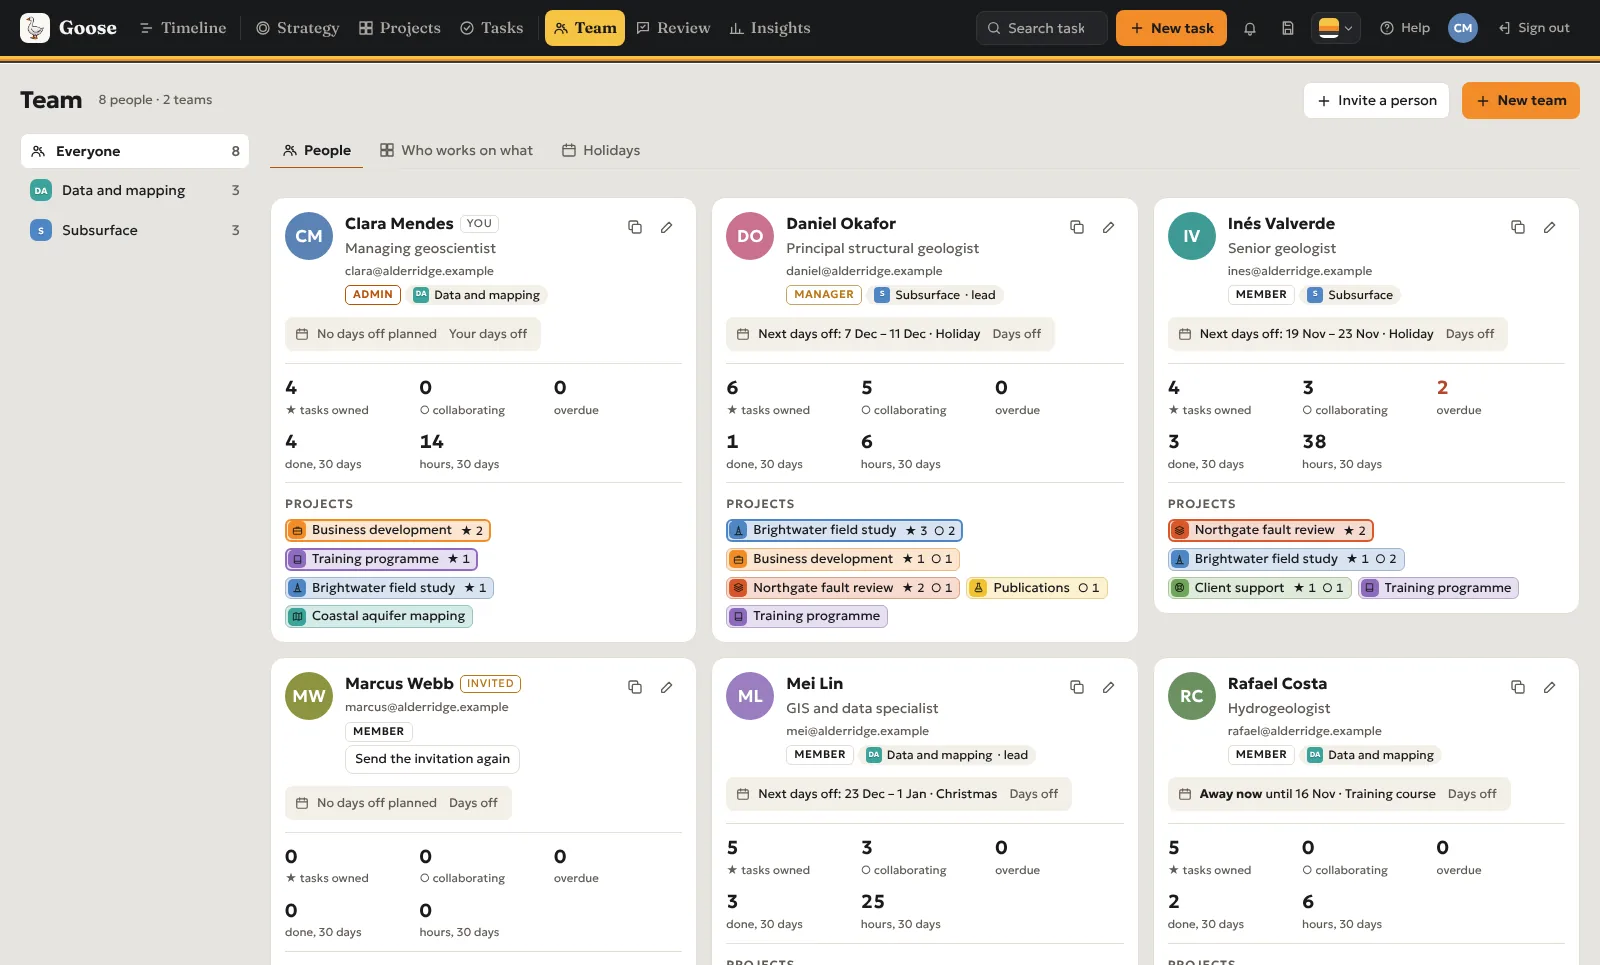 Goose
Timeline
Strategy
Projects
Tasks
Team
Review
Insights
Search task
+ New task
Help
CM
Sign out
Team
8 people · 2 teams
+ Invite a person
+ New team
Everyone 8
DA Data and mapping 3
S Subsurface 3
People
Who works on what
Holidays
CM
Clara Mendes YOU
Managing geoscientist
clara@alderridge.example
ADMIN DA Data and mapping
No days off planned Your days off
4 0 0
★ tasks owned ○ collaborating overdue
4 14
done, 30 days hours, 30 days
PROJECTS
Business development ★ 2
Training programme ★ 1
Brightwater field study ★ 1
Coastal aquifer mapping
DO
Daniel Okafor
Principal structural geologist
daniel@alderridge.example
MANAGER S Subsurface · lead
Next days off: 7 Dec – 11 Dec · Holiday Days off
6 5 0
★ tasks owned ○ collaborating overdue
1 6
done, 30 days hours, 30 days
PROJECTS
Brightwater field study ★ 3 ○ 2
Business development ★ 1 ○ 1
Northgate fault review ★ 2 ○ 1 Publications ○ 1
Training programme
IV
Inés Valverde
Senior geologist
ines@alderridge.example
MEMBER S Subsurface
Next days off: 19 Nov – 23 Nov · Holiday Days off
4 3 2
★ tasks owned ○ collaborating overdue
3 38
done, 30 days hours, 30 days
PROJECTS
Northgate fault review ★ 2
Brightwater field study ★ 1 ○ 2
Client support ★ 1 ○ 1 Training programme
MW
Marcus Webb INVITED
marcus@alderridge.example
MEMBER
Send the invitation again
No days off planned Days off
0 0 0
★ tasks owned ○ collaborating overdue
0 0
done, 30 days hours, 30 days
ML
Mei Lin
GIS and data specialist
mei@alderridge.example
MEMBER DA Data and mapping · lead
Next days off: 23 Dec – 1 Jan · Christmas Days off
5 3 0
★ tasks owned ○ collaborating overdue
3 25
done, 30 days hours, 30 days
PROJECTS
RC
Rafael Costa
Hydrogeologist
rafael@alderridge.example
MEMBER DA Data and mapping
Away now until 16 Nov · Training course Days off
5 0 0
★ tasks owned ○ collaborating overdue
2 6
done, 30 days hours, 30 days
PROJECTS